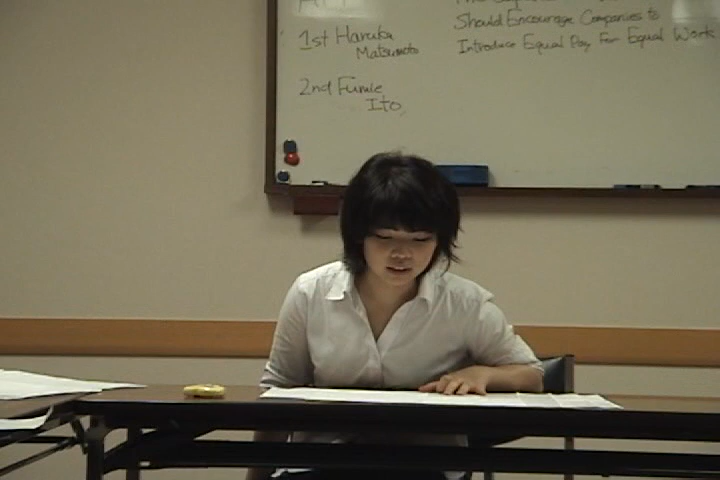 1st Haruka
Matsumoto
2nd Fumie
Ito
Should Encourage Companies to
Introduce Equal Pay For Equal Work